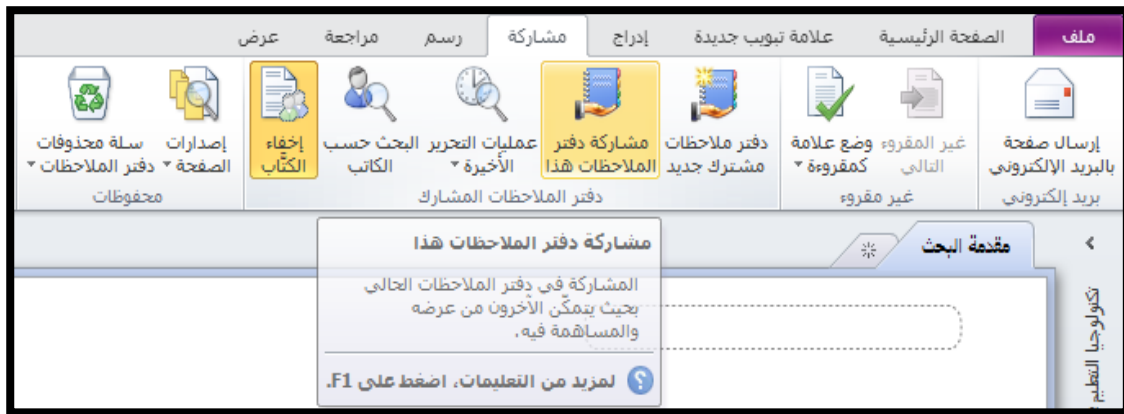 ملف الصفحة الرئيسية علامة تبويب جديدة إدراج مشاركة رسم مراجعة عرض
إرسال صفحة
بالبريد الإلكتروني
غير المقروء
التالي
وضع علامة
كمقروءة
دفتر ملاحظات
مشترك جديد
مشاركة دفتر
الملاحظات هذا
عمليات التحرير
الأخيرة
البحث حسب
الكاتب
إخفاء
الكتّاب
إصدارات
الصفحة
سلة محذوفات
دفتر الملاحظات
بريد إلكتروني غير مقروء دفتر الملاحظات المشارك محفوظات
مقدمة البحث
مشاركة دفتر الملاحظات هذا
المشاركة في دفتر الملاحظات الحالي
بحيث يتمكّن الآخرون من عرضه
والمساهمة فيه.
لمزيد من التعليمات، اضغط على F1.
تكنولوجيا التعليم